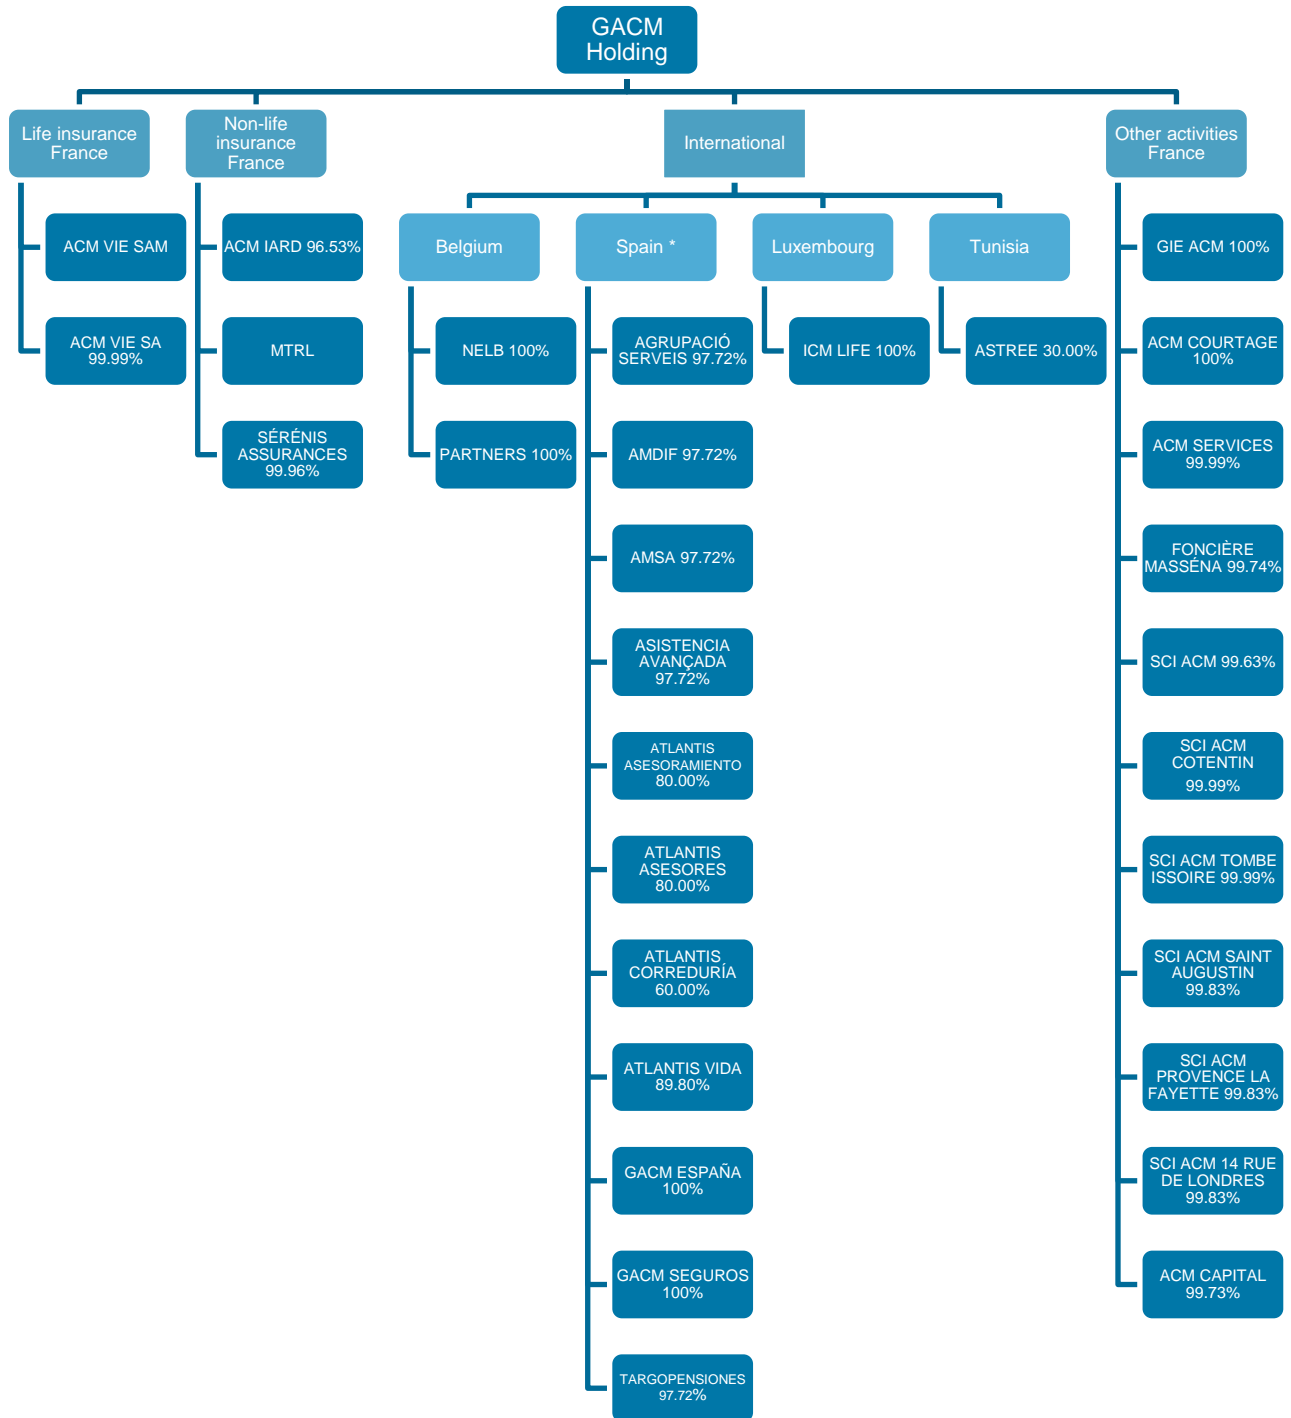 GACM
Holding
Life insurance
France
Non-life
insurance
France
International
Other activities
France
ACM VIE SAM
ACM VIE SA
99.99%
ACM IARD 96.53%
MTRL
SÉRÉNIS
ASSURANCES
99.96%
Belgium
NELB 100%
PARTNERS 100%
Spain *
AGRUPACIÓ
SERVEIS 97.72%
AMDIF 97.72%
AMSA 97.72%
ASISTENCIA
AVANÇADA
97.72%
ATLANTIS
ASESORAMIENTO
80.00%
ATLANTIS
ASESORES
80.00%
ATLANTIS
CORREDURÍA
60.00%
ATLANTIS VIDA
89.80%
GACM ESPAÑA
100%
GACM SEGUROS
100%
TARGOPENSIONES
97.72%
Luxembourg
ICM LIFE 100%
Tunisia
ASTREE 30.00%
GIE ACM 100%
ACM COURTAGE
100%
ACM SERVICES
99.99%
FONCIÈRE
MASSÉNA 99.74%
SCI ACM 99.63%
SCI ACM
COTENTIN
99.99%
SCI ACM TOMBE
ISSOIRE 99.99%
SCI ACM SAINT
AUGUSTIN
99.83%
SCI ACM
PROVENCE LA
FAYETTE 99.83%
SCI ACM 14 RUE
DE LONDRES
99.83%
ACM CAPITAL
99.73%